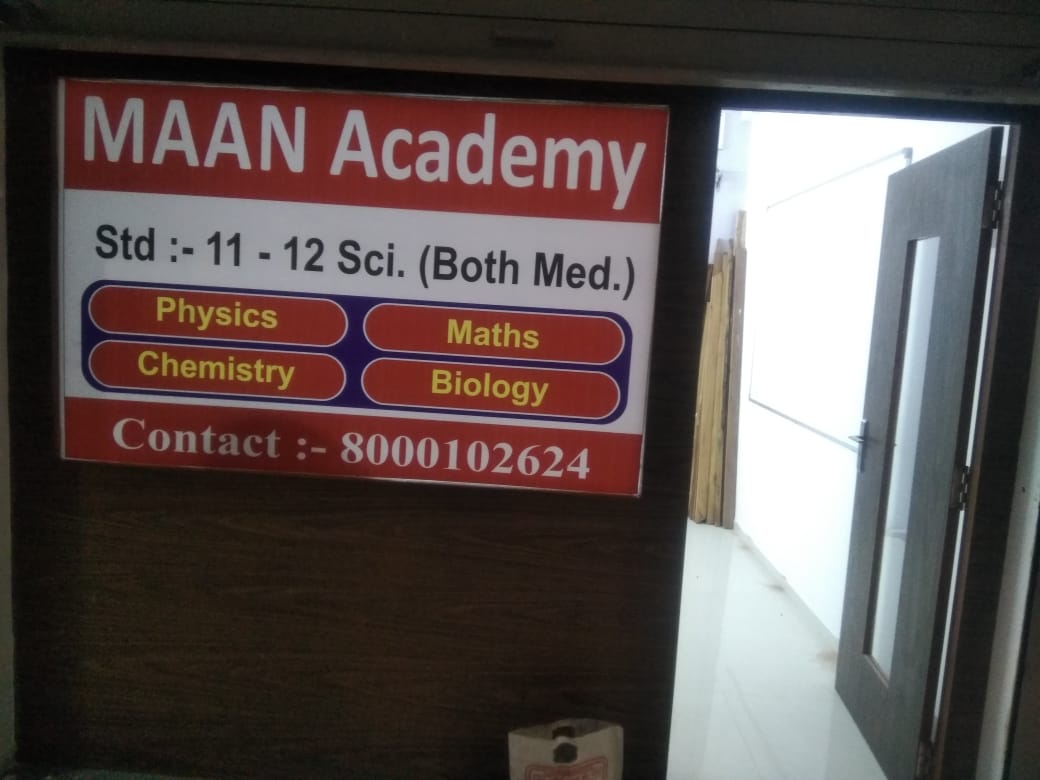 MAAN Academy
Std :- 11 - 12 Sci. (Both Med.)
Physics Maths
Chemistry Biology
Contact :- 8000102624